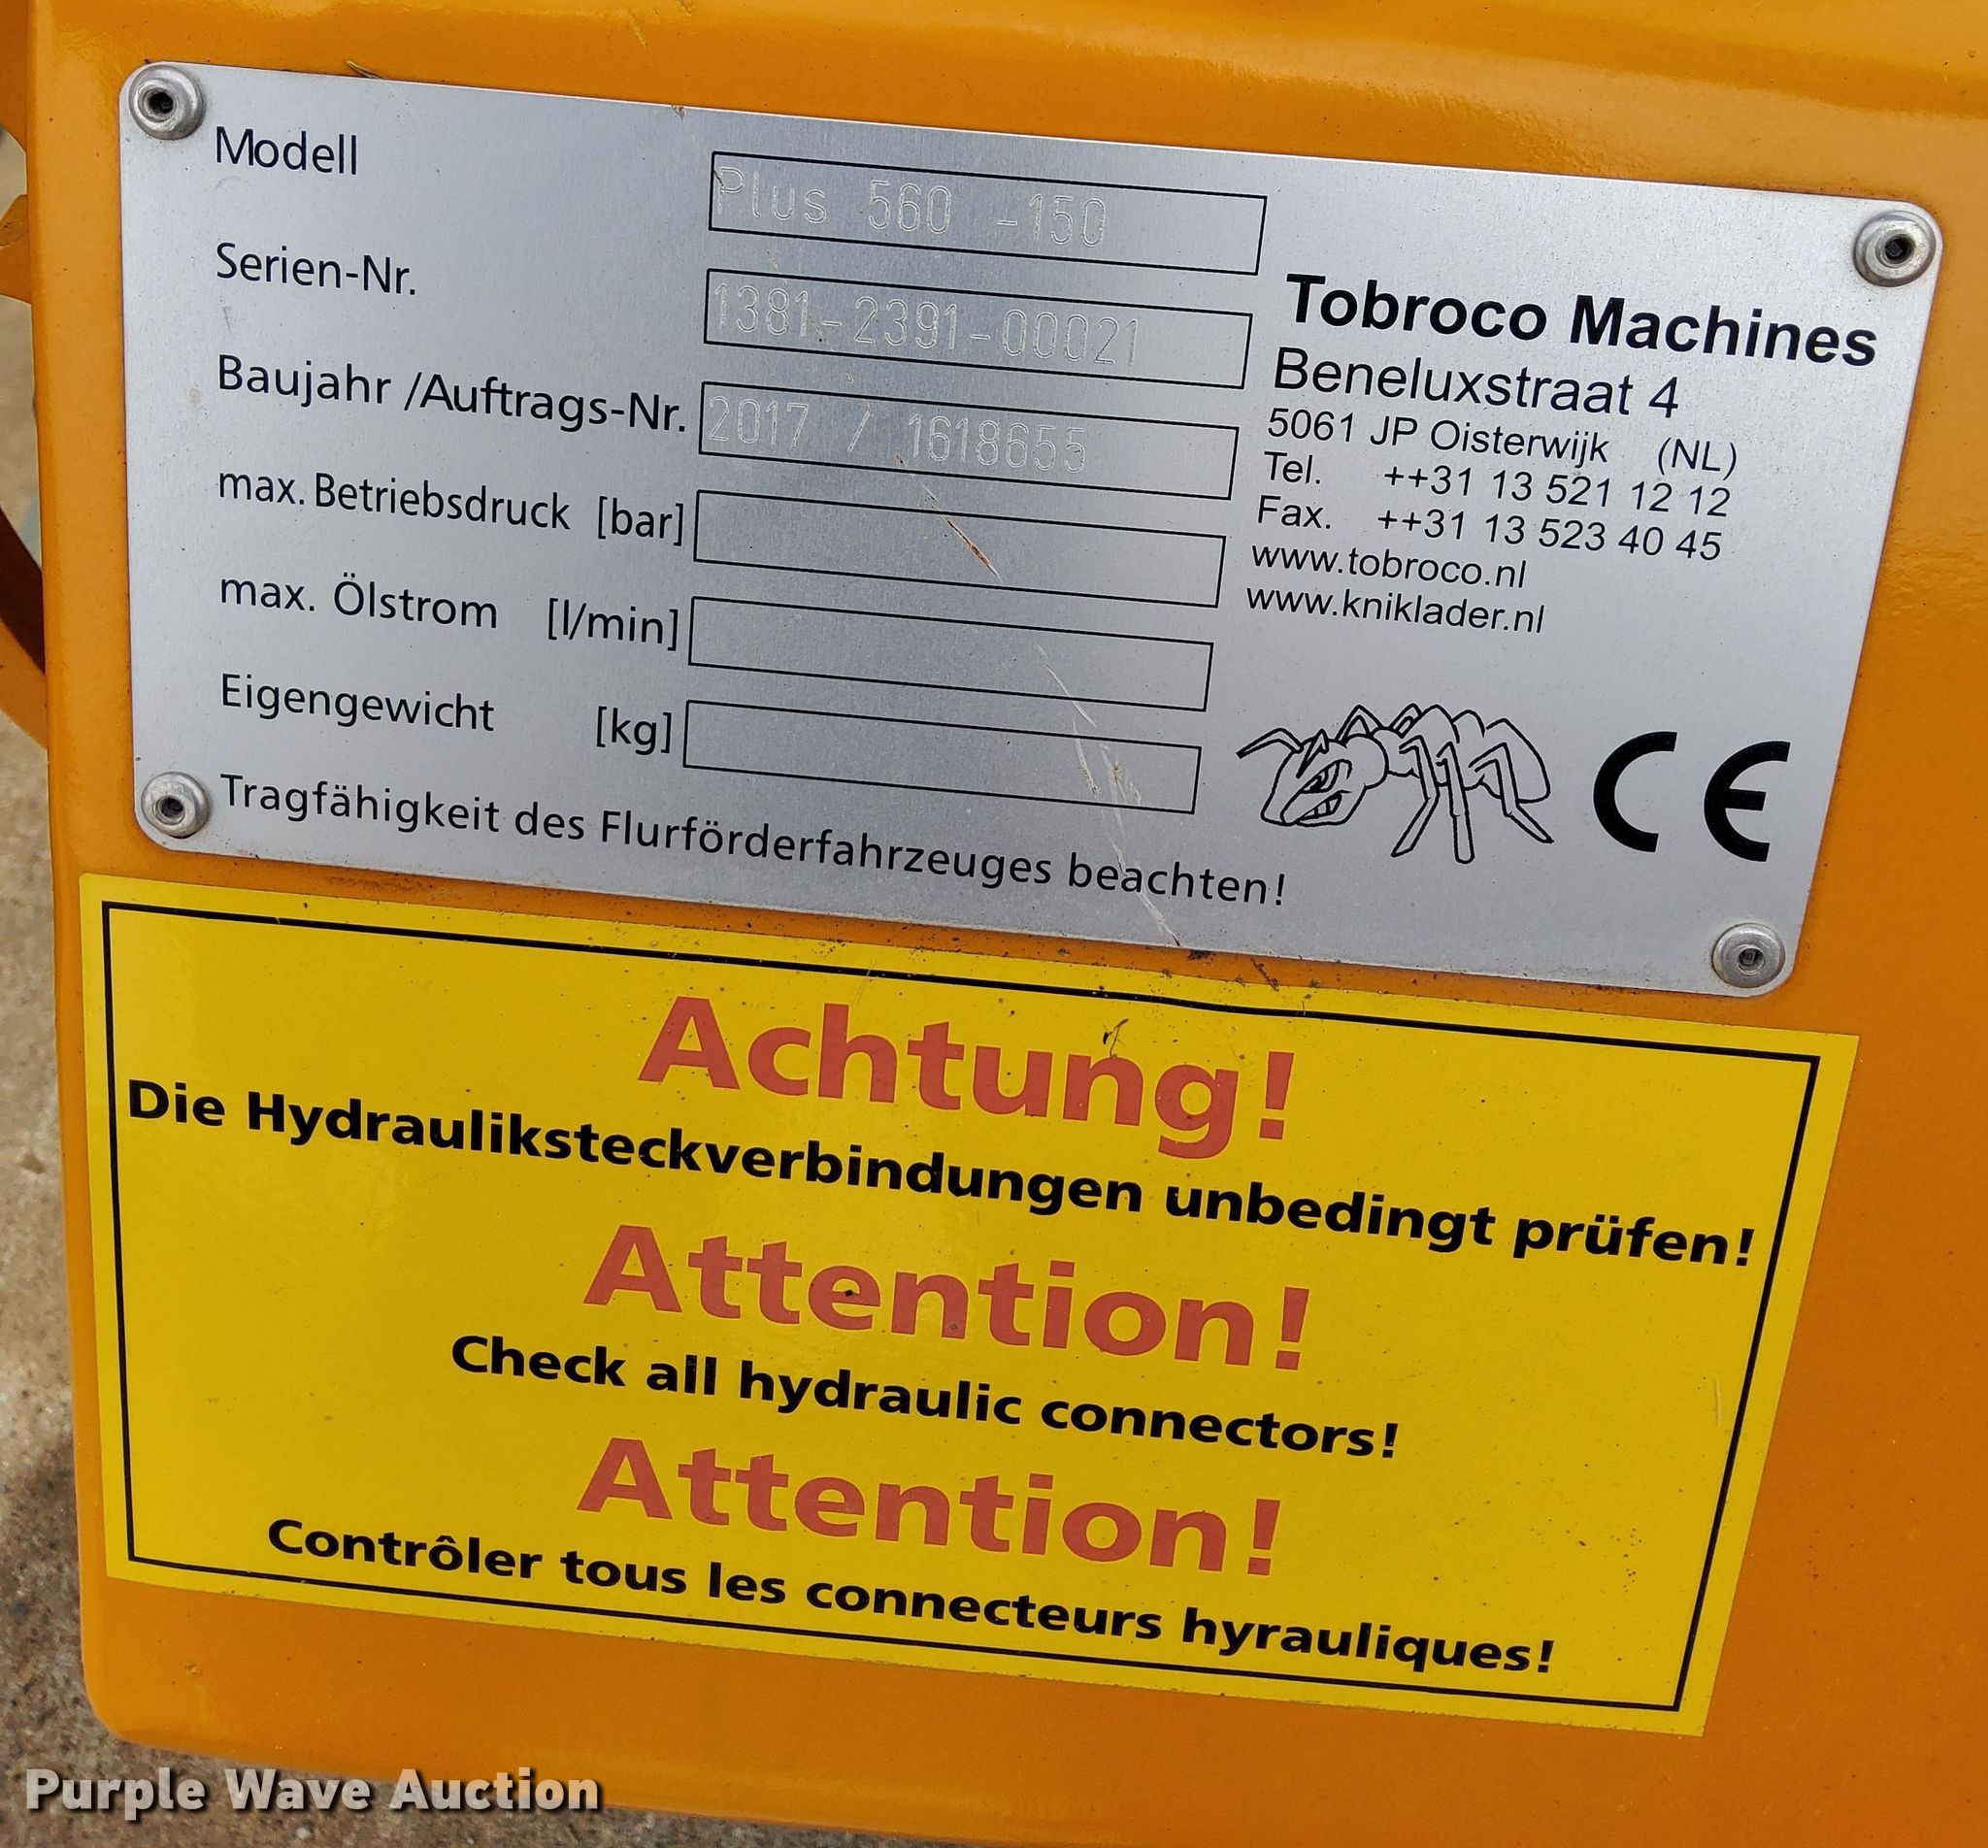 Modell Plus 560 -150
Serien-Nr. 1381-2391-00021
Baujahr /Auftrags-Nr. 2017 / 1618655
max. Betriebsdruck [bar]
max. Ölstrom [l/min]
Eigengewicht [kg]
Tragfähigkeit des Flurförderfahrzeuges beachten!
Tobroco Machines
Beneluxstraat 4
5061 JP Oisterwijk (NL)
Tel. ++31 13 521 12 12
Fax. ++31 13 523 40 45
www.tobroco.nl
www.kniklader.nl
CE
Achtung!
Die Hydrauliksteckverbindungen unbedingt prüfen!
Attention!
Check all hydraulic connectors!
Attention!
Contrôler tous les connecteurs hyrauliques!
Purple Wave Auction